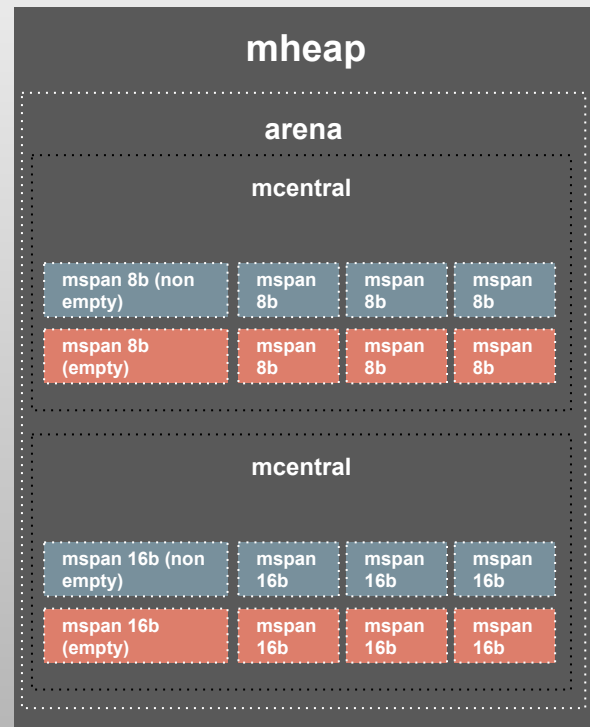 mheap
arena
mcentral
mspan 8b (non mspan mspan mspan
empty) 8b 8b 8b
mspan 8b mspan mspan mspan
(empty) 8b 8b 8b
mcentral
mspan 16b (non mspan mspan mspan
empty) 16b 16b 16b
mspan 16b mspan mspan mspan
(empty) 16b 16b 16b